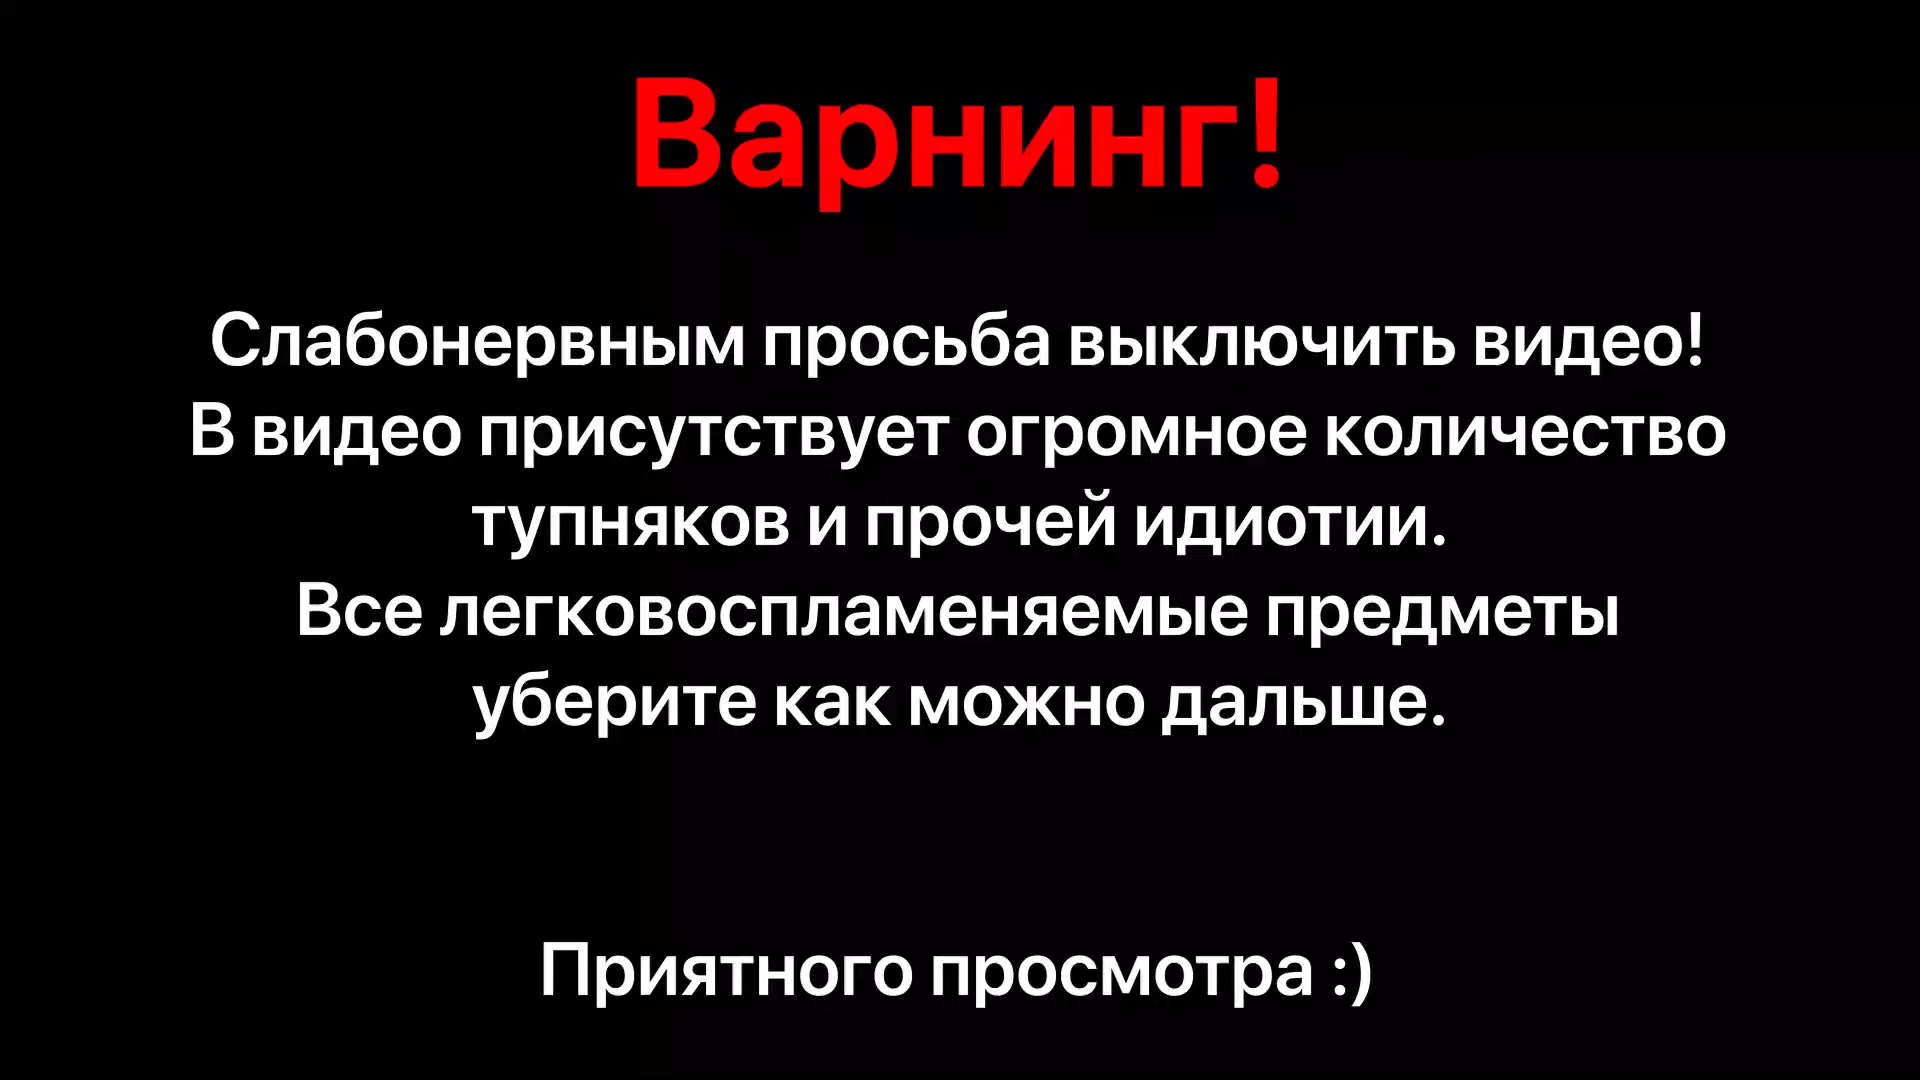 Варнинг!
Слабонервным просьба выключить видео!
В видео присутствует огромное количество
тупняков и прочей идиотии.
Все легковоспламеняемые предметы
уберите как можно дальше.
Приятного просмотра :)